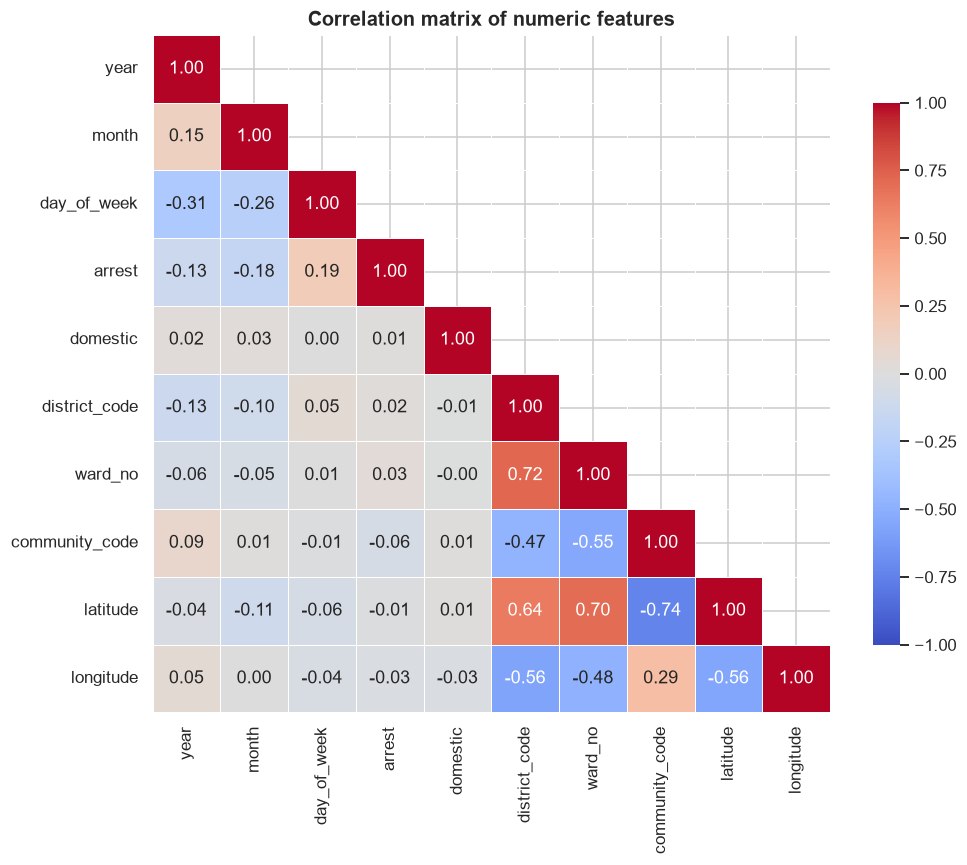 Correlation matrix of numeric features
year 1.00
month 0.15 1.00
day_of_week -0.31 -0.26 1.00
arrest -0.13 -0.18 0.19 1.00
domestic 0.02 0.03 0.00 0.01 1.00
district_code -0.13 -0.10 0.05 0.02 -0.01 1.00
ward_no -0.06 -0.05 0.01 0.03 -0.00 0.72 1.00
community_code 0.09 0.01 -0.01 -0.06 0.01 -0.47 -0.55 1.00
latitude -0.04 -0.11 -0.06 -0.01 0.01 0.64 0.70 -0.74 1.00
longitude 0.05 0.00 -0.04 -0.03 -0.03 -0.56 -0.48 0.29 -0.56 1.00
year month day_of_week arrest domestic district_code ward_no community_code latitude longitude
1.00
0.75
0.50
0.25
0.00
−0.25
−0.50
−0.75
−1.00